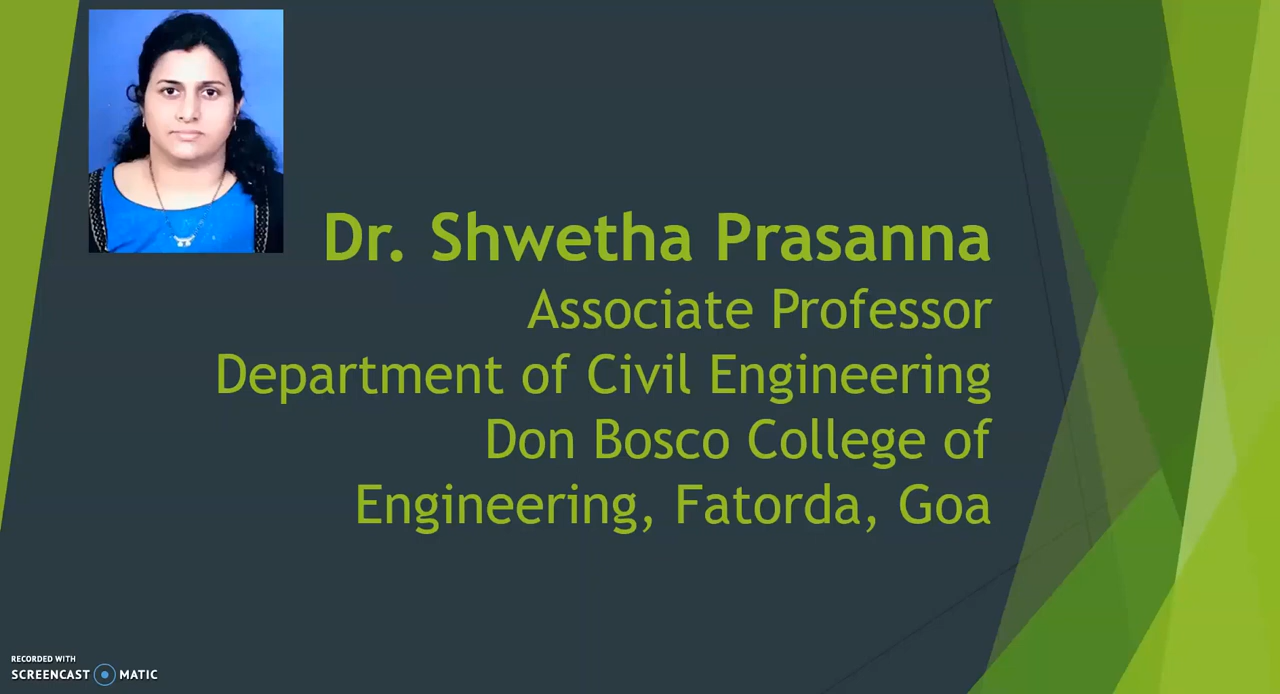 Dr. Shwetha Prasanna
Associate Professor
Department of Civil Engineering
Don Bosco College of
Engineering, Fatorda, Goa
RECORDED WITH
SCREENCAST MATIC